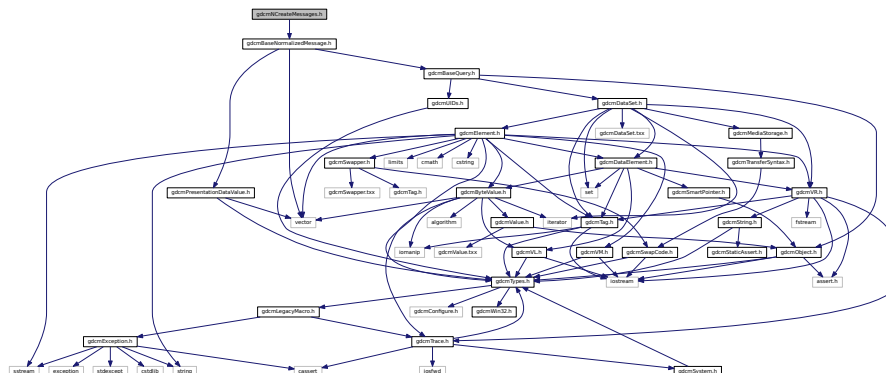 gdcmNCreateMessages.h
gdcmBaseNormalizedMessage.h
gdcmBaseQuery.h
gdcmUIDs.h
gdcmDataSet.h
gdcmElement.h
gdcmDataSet.txx
gdcmMediaStorage.h
gdcmSwapper.h
limits
cmath
cstring
gdcmDataElement.h
gdcmTransferSyntax.h
gdcmPresentationDataValue.h
gdcmSwapper.txx
gdcmTag.h
gdcmByteValue.h
set
gdcmSmartPointer.h
gdcmVR.h
vector
algorithm
gdcmValue.h
iterator
gdcmTag.h
gdcmString.h
fstream
iomanip
gdcmValue.txx
gdcmVL.h
gdcmVM.h
gdcmSwapCode.h
gdcmStaticAssert.h
gdcmObject.h
gdcmTypes.h
iostream
assert.h
gdcmLegacyMacro.h
gdcmConfigure.h
gdcmWin32.h
gdcmException.h
gdcmTrace.h
sstream
exception
stdexcept
cstdlib
string
cassert
iosfwd
gdcmSystem.h